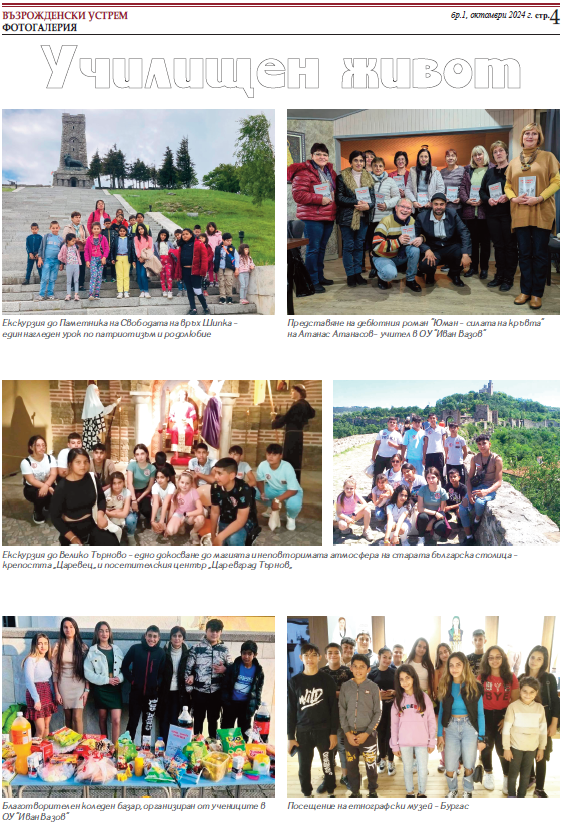 ВЪЗРОЖДЕНСКИ УСТРЕМ
ФОТОГАЛЕРИЯ
бр.1, октомври 2024 г. стр.4
Училищен живот
Екскурзия до Паметника на Свободата на връх Шипка –
един нагледен урок по патриотизъм и родолюбие
Представяне на дебютния роман "Юман – силата на кръвта"
на Атанас Атанасов– учител в ОУ "Иван Вазов"
Екскурзия до Велико Търново – едно докосване до магията и неповторимата атмосфера на старата българска столица –
крепостта „Царевец„ и посетителския център „Царевград Търнов„
Благотворителен коледен базар, организиран от учениците в
ОУ "Иван Вазов"
Посещение на етнографски музей – Бургас